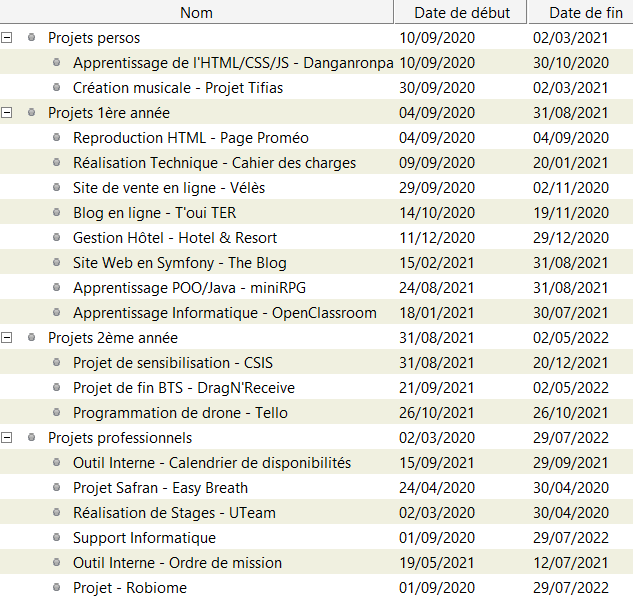 Nom Date de début Date de fin
Projets persos 10/09/2020 02/03/2021
Apprentissage de l'HTML/CSS/JS - Danganronpa 10/09/2020 30/10/2020
Création musicale - Projet Tifias 30/09/2020 02/03/2021
Projets 1ère année 04/09/2020 31/08/2021
Reproduction HTML - Page Proméo 04/09/2020 04/09/2020
Réalisation Technique - Cahier des charges 09/09/2020 20/01/2021
Site de vente en ligne - Vélès 29/09/2020 02/11/2020
Blog en ligne - T'oui TER 14/10/2020 19/11/2020
Gestion Hôtel - Hotel & Resort 11/12/2020 29/12/2020
Site Web en Symfony - The Blog 15/02/2021 31/08/2021
Apprentissage POO/Java - miniRPG 24/08/2021 31/08/2021
Apprentissage Informatique - OpenClassroom 18/01/2021 30/07/2021
Projets 2ème année 31/08/2021 02/05/2022
Projet de sensibilisation - CSIS 31/08/2021 20/12/2021
Projet de fin BTS - DragN'Receive 21/09/2021 02/05/2022
Programmation de drone - Tello 26/10/2021 26/10/2021
Projets professionnels 02/03/2020 29/07/2022
Outil Interne - Calendrier de disponibilités 15/09/2021 29/09/2021
Projet Safran - Easy Breath 24/04/2020 30/04/2020
Réalisation de Stages - UTeam 02/03/2020 30/04/2020
Support Informatique 01/09/2020 29/07/2022
Outil Interne - Ordre de mission 19/05/2021 12/07/2021
Projet - Robiome 01/09/2020 29/07/2022